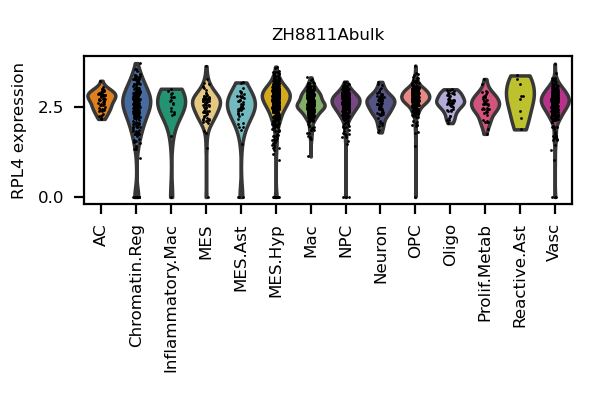 ZH8811Abulk
RPL4 expression
2.5
0.0
AC
Chromatin.Reg
Inflammatory.Mac
MES
MES.Ast
MES.Hyp
Mac
NPC
Neuron
OPC
Oligo
Prolif.Metab
Reactive.Ast
Vasc